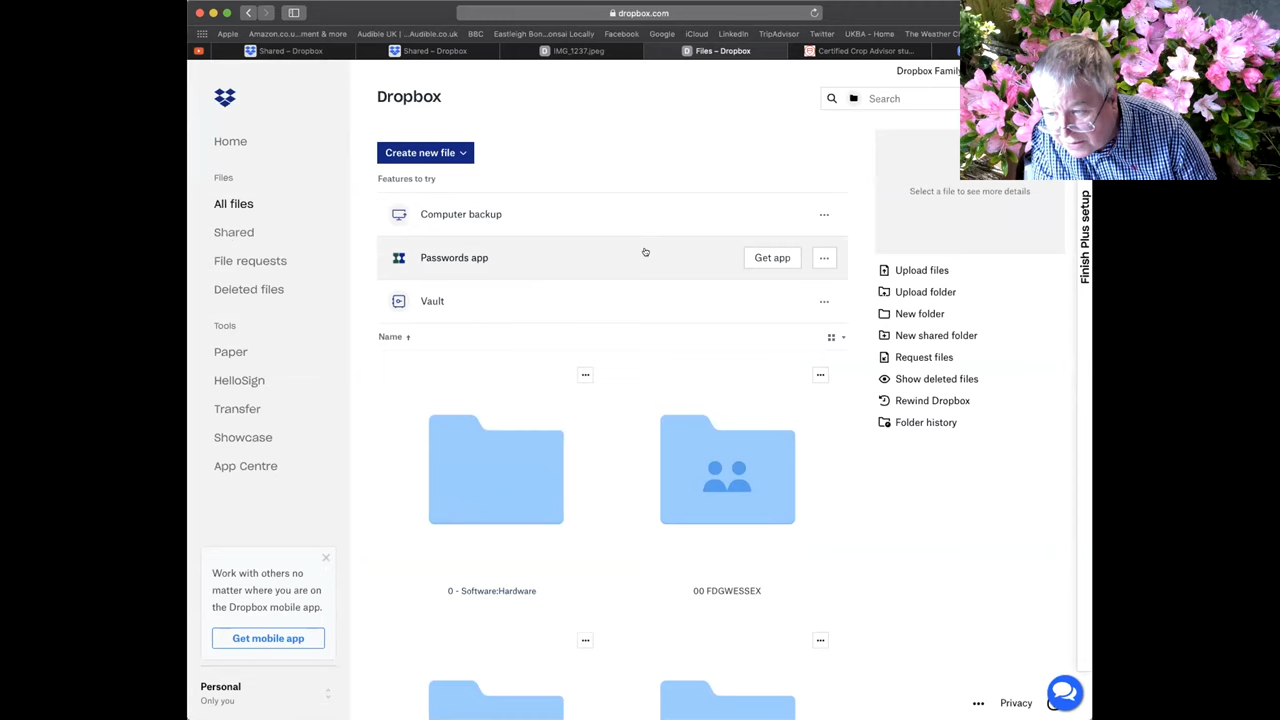 dropbox.com
Apple Amazon.co.u...ment & more Audible UK (...udible.co.uk BBC Eastleigh Bon...onsai Locally Facebook Google iCloud LinkedIn TripAdvisor Twitter UKBA - Home The Weather C
Shared – Dropbox Shared – Dropbox IMG_1237.jpeg Files – Dropbox Certified Crop Advisor stu...
Dropbox Family
Dropbox
Search
Home
Create new file
Files
Features to try
Select a file to see more details
All files
Computer backup
Shared
Passwords app Get app
File requests
Upload files
Deleted files
Vault
Upload folder
New folder
Tools
Name
New shared folder
Paper
Request files
HelloSign
Show deleted files
Transfer
Rewind Dropbox
Showcase
Folder history
App Centre
Finish Plus setup
Work with others no
matter where you are on
the Dropbox mobile app.
Get mobile app
0 - Software:Hardware
00 FDGWESSEX
Personal
Only you
Privacy